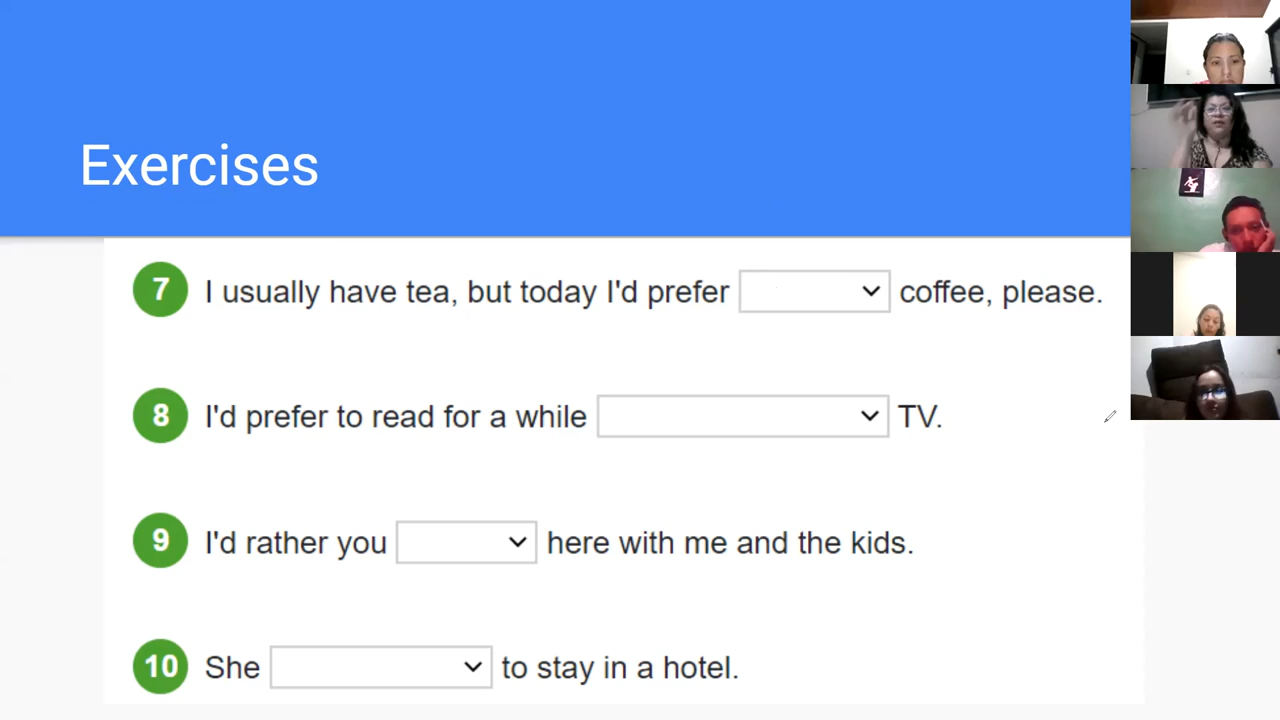 Exercises
7 I usually have tea, but today I'd prefer coffee, please.
8 I'd prefer to read for a while TV.
9 I'd rather you here with me and the kids.
10 She to stay in a hotel.